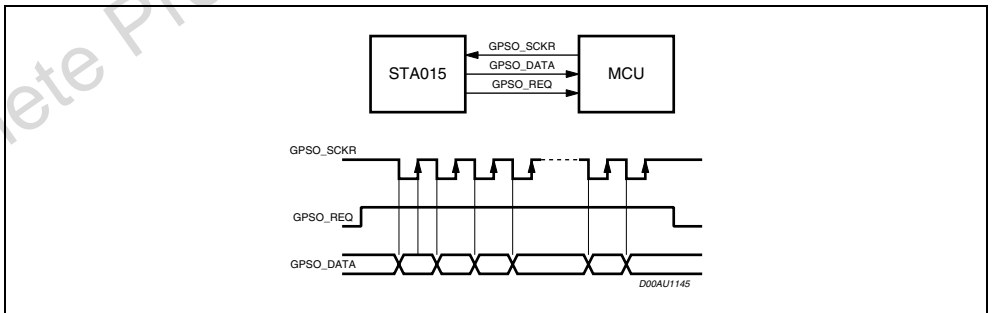 GPSO_SCKR
GPSO_DATA
GPSO_REQ
STA015
MCU
GPSO_SCKR
GPSO_REQ
GPSO_DATA
D00AU1145